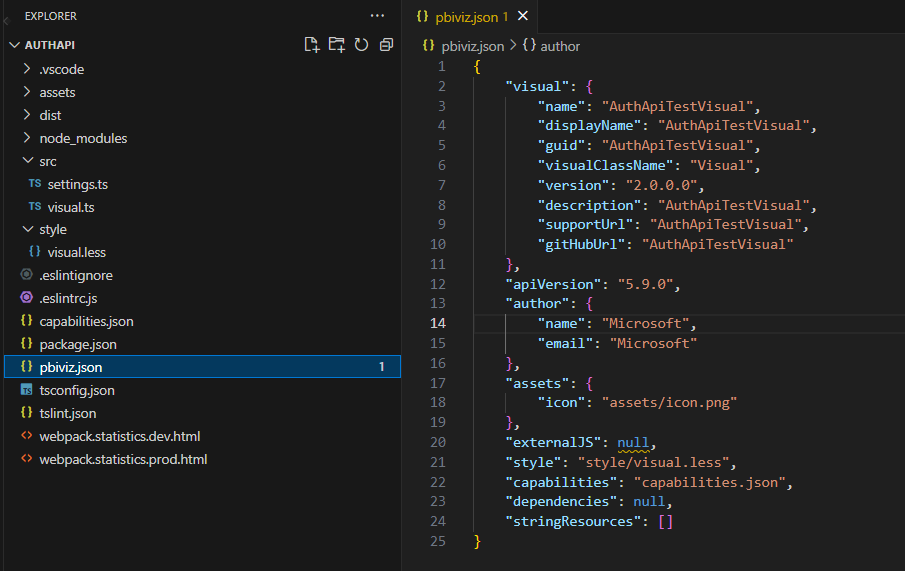 EXPLORER
AUTHAPI
.vscode
assets
dist
node_modules
src
TS settings.ts
TS visual.ts
style
{} visual.less
.eslintignore
.eslintrc.js
{} capabilities.json
{} package.json
{} pbiviz.json 1
TS tsconfig.json
{} tslint.json
<> webpack.statistics.dev.html
<> webpack.statistics.prod.html
{} pbiviz.json 1
{} pbiviz.json > {} author
1 {
2 "visual": {
3 "name": "AuthApiTestVisual",
4 "displayName": "AuthApiTestVisual",
5 "guid": "AuthApiTestVisual",
6 "visualClassName": "Visual",
7 "version": "2.0.0.0",
8 "description": "AuthApiTestVisual",
9 "supportUrl": "AuthApiTestVisual",
10 "gitHubUrl": "AuthApiTestVisual"
11 },
12 "apiVersion": "5.9.0",
13 "author": {
14 "name": "Microsoft",
15 "email": "Microsoft"
16 },
17 "assets": {
18 "icon": "assets/icon.png"
19 },
20 "externalJS": null,
21 "style": "style/visual.less",
22 "capabilities": "capabilities.json",
23 "dependencies": null,
24 "stringResources": []
25 }